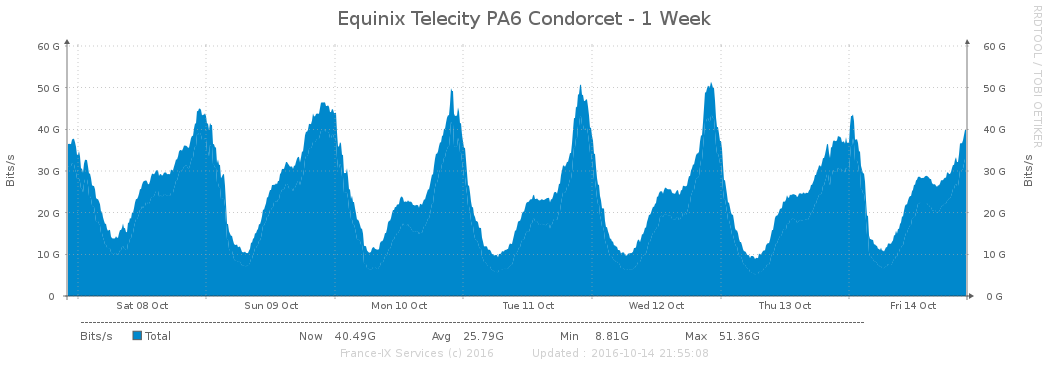 Equinix Telecity PA6 Condorcet - 1 Week
RRDTOOL / TOBI OETIKER
Bits/s
60 G 60 G
50 G 50 G
40 G 40 G
30 G 30 G
20 G 20 G
10 G 10 G
0 0 G
Bits/s
Sat 08 Oct Sun 09 Oct Mon 10 Oct Tue 11 Oct Wed 12 Oct Thu 13 Oct Fri 14 Oct
Bits/s Total Now 40.49G Avg 25.79G Min 8.81G Max 51.36G
France-IX Services (c) 2016 Updated : 2016-10-14 21:55:08